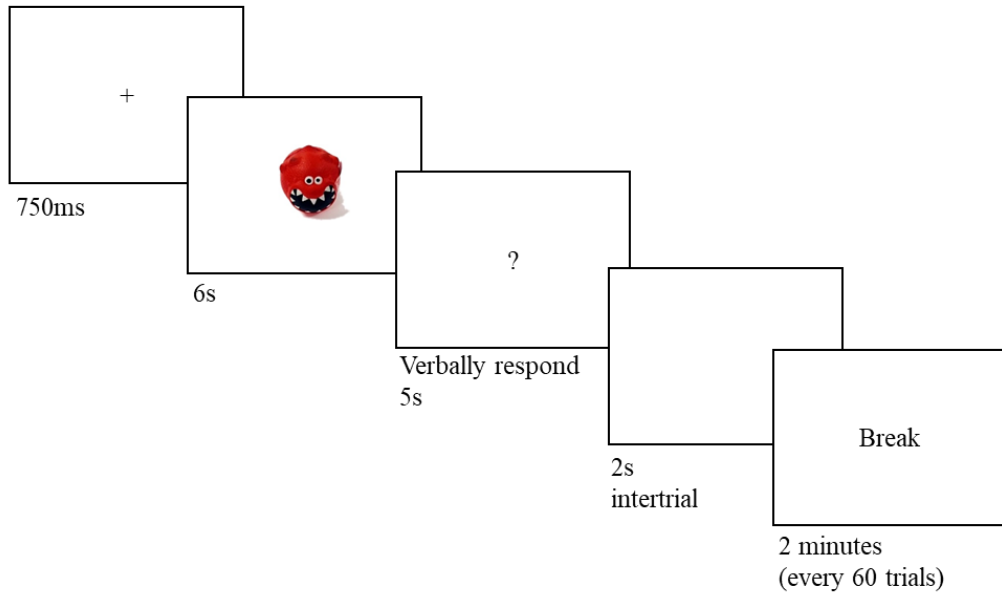 +
750ms
6s
?
Verbally respond
5s
2s
intertrial
Break
2 minutes
(every 60 trials)